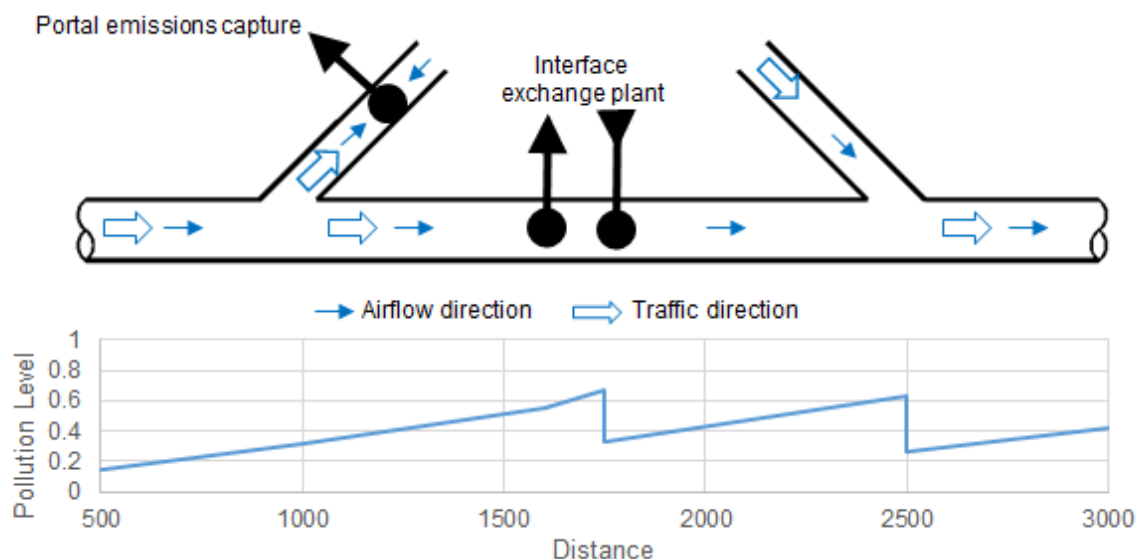 Portal emissions capture
Interface
exchange plant
Airflow direction
Traffic direction
Pollution Level
1
0.8
0.6
0.4
0.2
0
500
1000
1500
2000
2500
3000
Distance